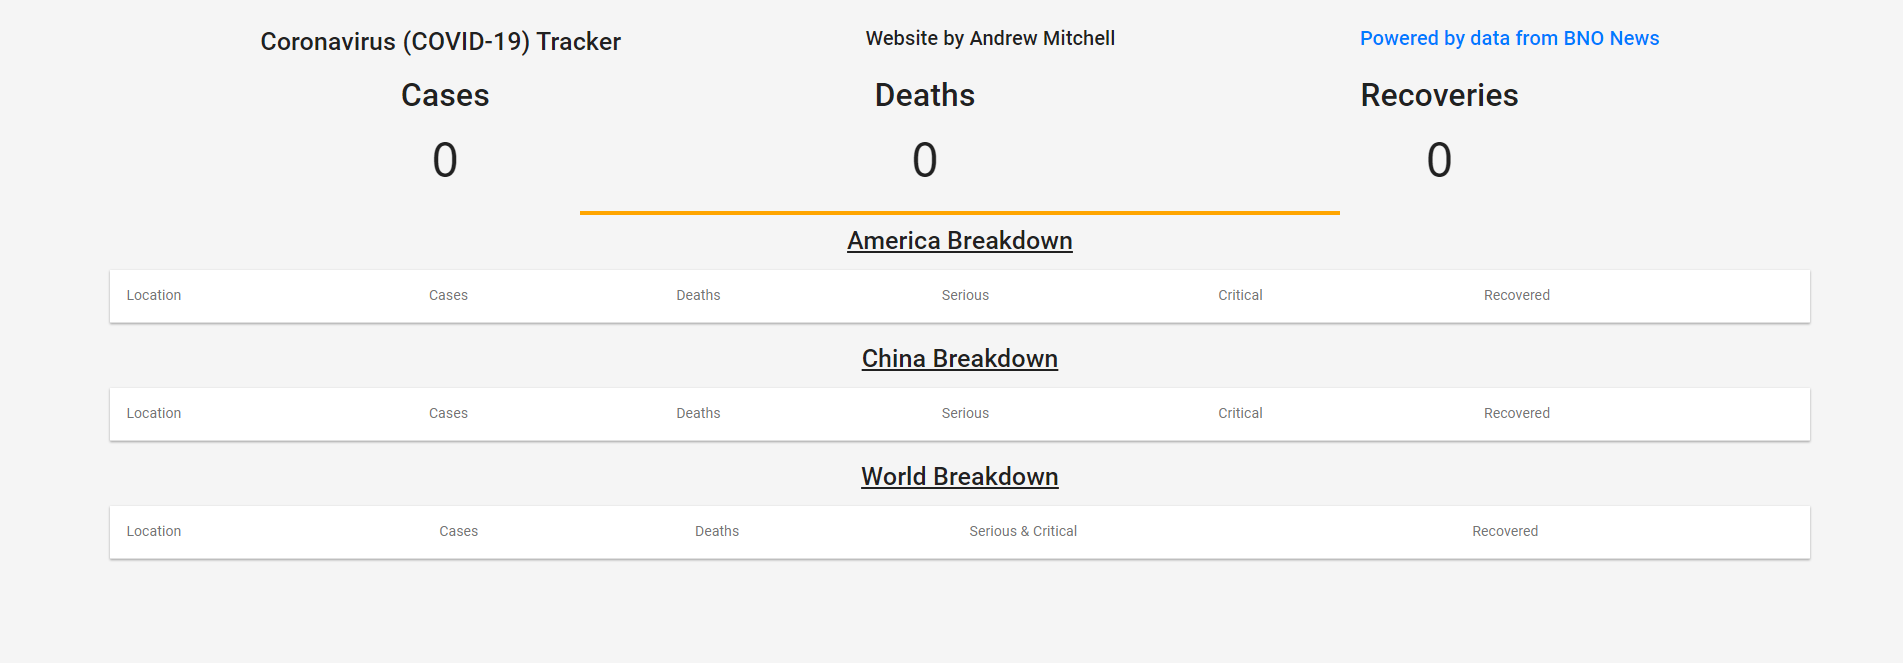 Coronavirus (COVID-19) Tracker Website by Andrew Mitchell Powered by data from BNO News
Cases Deaths Recoveries
0 0 0
America Breakdown
Location Cases Deaths Serious Critical Recovered
China Breakdown
Location Cases Deaths Serious Critical Recovered
World Breakdown
Location Cases Deaths Serious & Critical Recovered